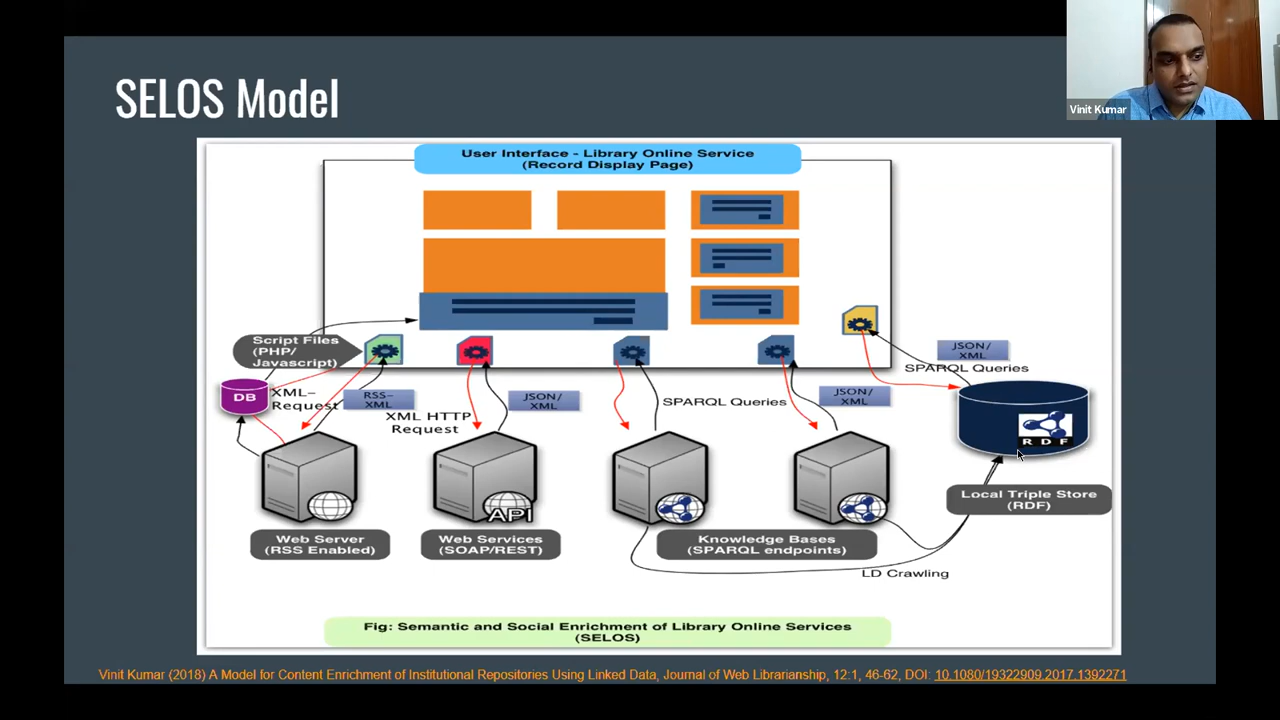 SELOS Model
Vinit Kumar
User Interface - Library Online Service
(Record Display Page)
Script Files
(PHP/
Javascript)
DB
XML-
Request
RSS-
XML
XML HTTP
Request
JSON/
XML
SPARQL Queries
JSON/
XML
JSON/
XML
SPARQL Queries
RDF
API
Local Triple Store
(RDF)
Web Server
(RSS Enabled)
Web Services
(SOAP/REST)
Knowledge Bases
(SPARQL endpoints)
LD Crawling
Fig: Semantic and Social Enrichment of Library Online Services
(SELOS)
Vinit Kumar (2018) A Model for Content Enrichment of Institutional Repositories Using Linked Data, Journal of Web Librarianship, 12:1, 46-62, DOI: 10.1080/19322909.2017.1392271